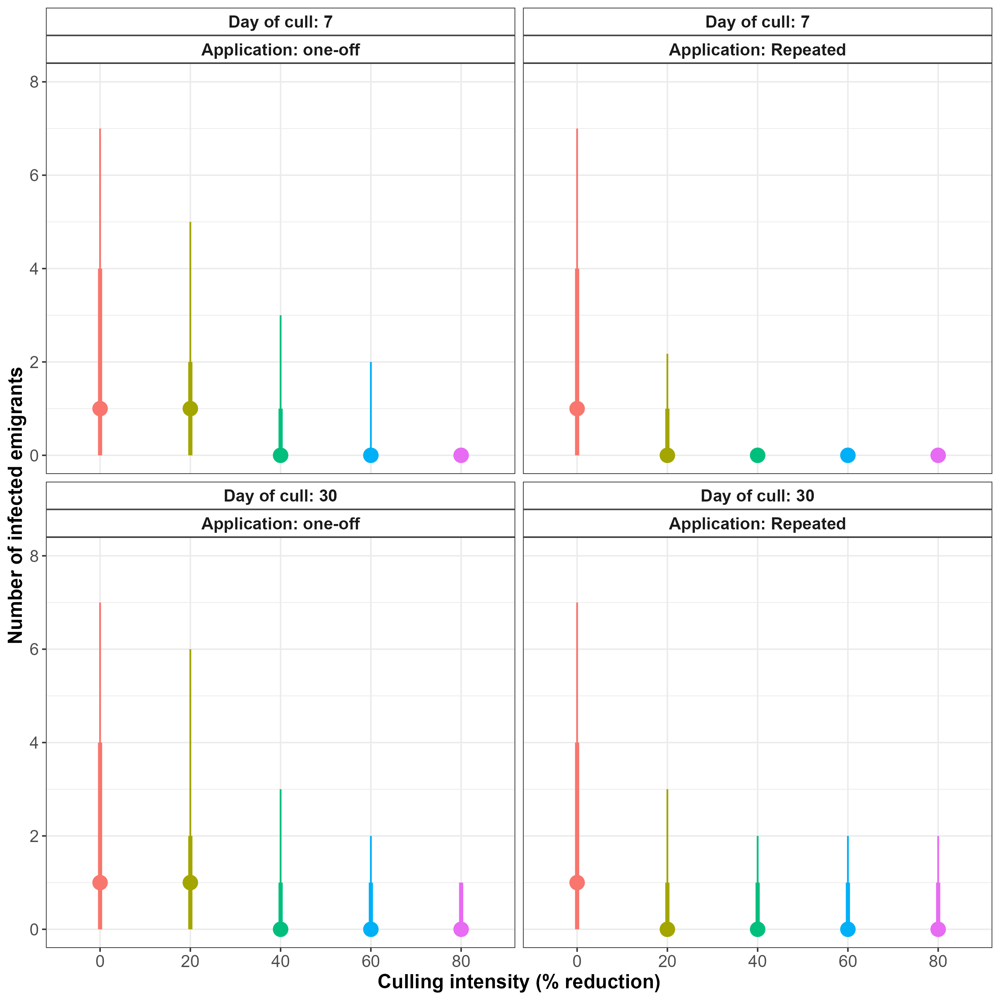 Day of cull: 7
Application: one-off
Day of cull: 7
Application: Repeated
8
6
4
2
0
Number of infected emigrants
Day of cull: 30
Application: one-off
Day of cull: 30
Application: Repeated
8
6
4
2
0
0 20 40 60 80
0 20 40 60 80
Culling intensity (% reduction)